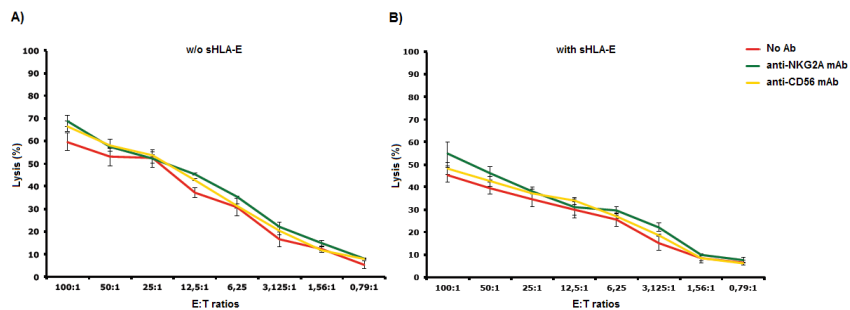 A)
w/o sHLA-E
Lysis (%)
100
90
80
70
60
50
40
30
20
10
0
100:1 50:1 25:1 12,5:1 6,25 3,125:1 1,56:1 0,79:1
E:T ratios
B)
with sHLA-E
Lysis (%)
100
90
80
70
60
50
40
30
20
10
0
100:1 50:1 25:1 12,5:1 6,25:1 3,125:1 1,56:1 0,79:1
E:T ratios
No Ab
anti-NKG2A mAb
anti-CD56 mAb